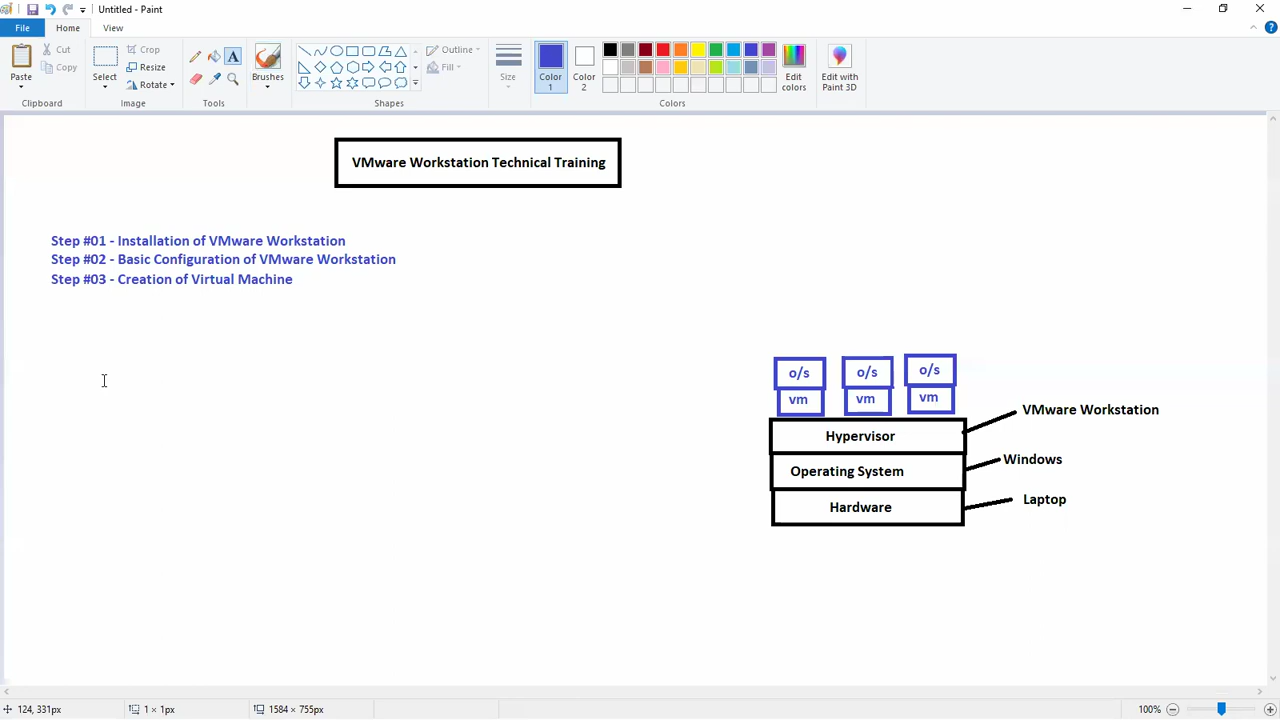 Untitled - Paint
File
Home
View
Paste
Cut
Copy
Clipboard
Select
Crop
Resize
Rotate
Image
A
Tools
Brushes
Shapes
Outline
Fill
Size
Color 1
Color 2
Edit colors
Edit with Paint 3D
Colors
VMware Workstation Technical Training
Step #01 - Installation of VMware Workstation
Step #02 - Basic Configuration of VMware Workstation
Step #03 - Creation of Virtual Machine
o/s
o/s
o/s
vm
vm
vm
VMware Workstation
Hypervisor
Windows
Operating System
Laptop
Hardware
124, 331px
1 × 1px
1584 × 755px
100%